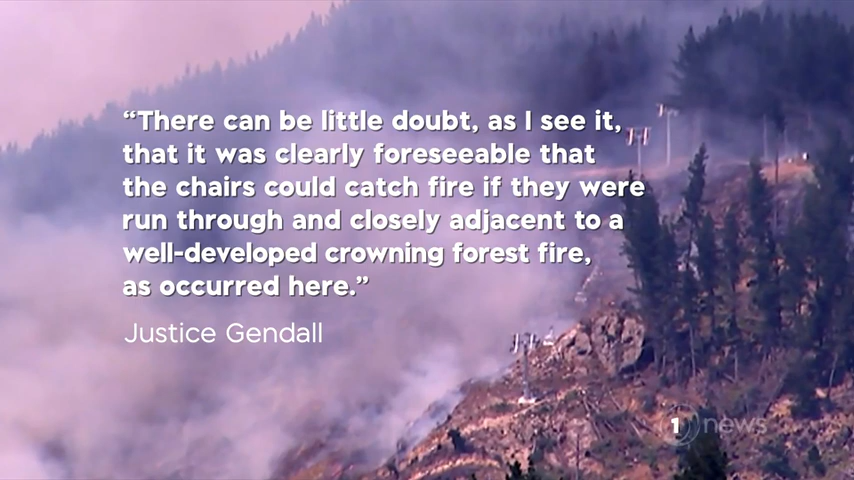 “There can be little doubt, as I see it,
that it was clearly foreseeable that
the chairs could catch fire if they were
run through and closely adjacent to a
well-developed crowning forest fire,
as occurred here.”
Justice Gendall
1 news